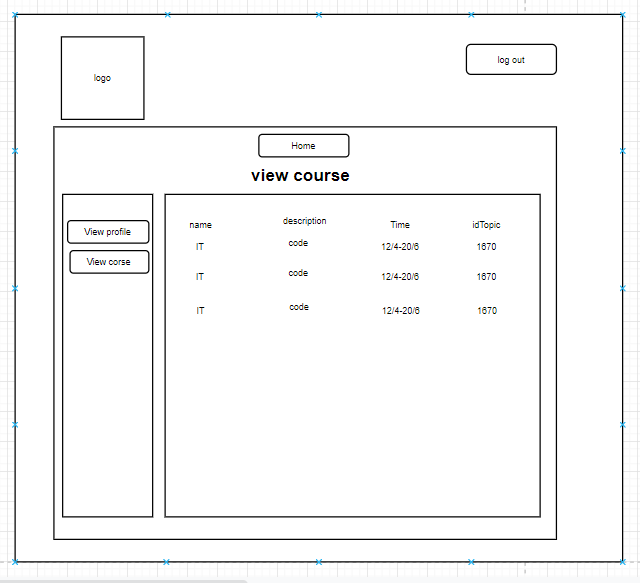 logo
log out
Home
view course
View profile
View corse
name description Time idTopic
IT code 12/4-20/6 1670
IT code 12/4-20/6 1670
IT code 12/4-20/6 1670